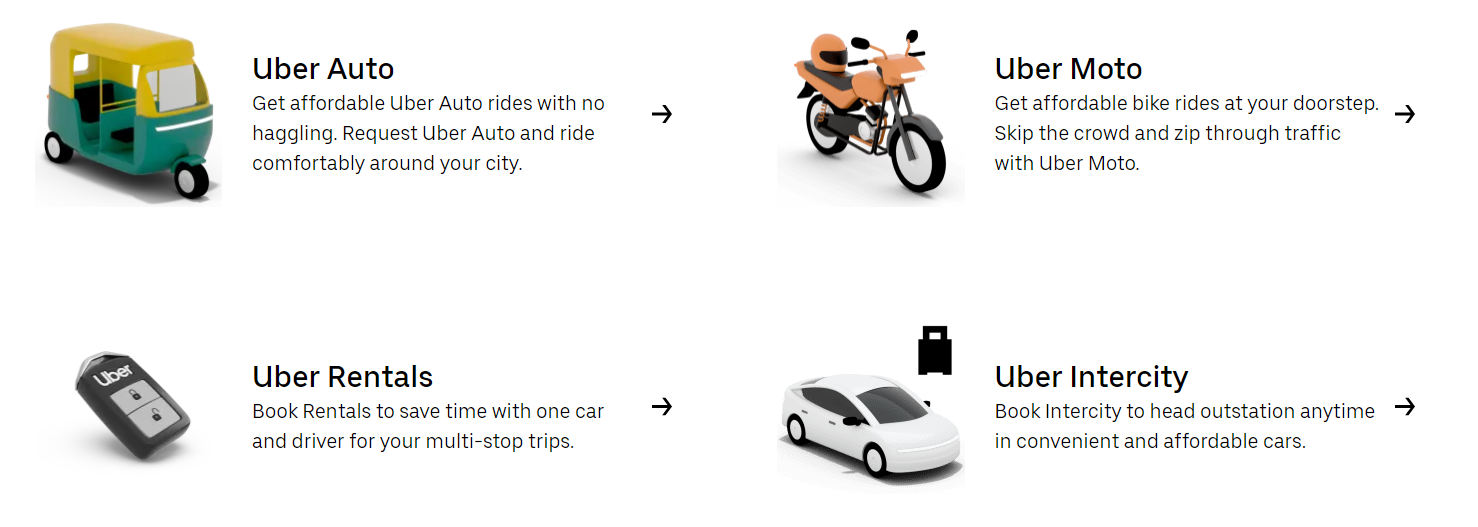 Uber Auto
Get affordable Uber Auto rides with no
haggling. Request Uber Auto and ride
comfortably around your city.
Uber Moto
Get affordable bike rides at your doorstep.
Skip the crowd and zip through traffic
with Uber Moto.
Uber
Uber Rentals
Book Rentals to save time with one car
and driver for your multi-stop trips.
Uber Intercity
Book Intercity to head outstation anytime
in convenient and affordable cars.